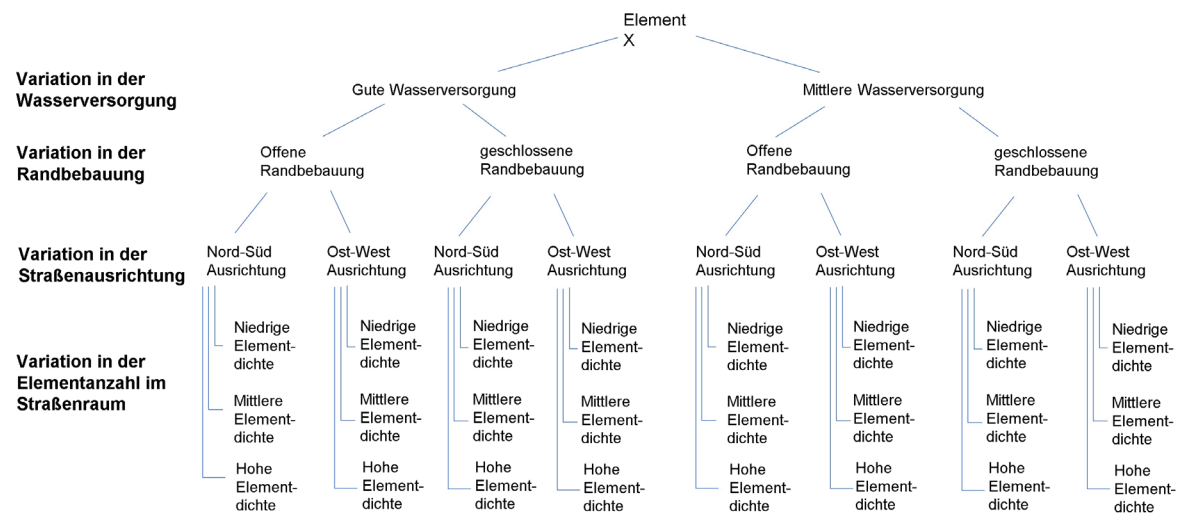 Element
X
Variation in der
Wasserversorgung
Gute Wasserversorgung
Mittlere Wasserversorgung
Variation in der
Randbebauung
Offene
Randbebauung
geschlossene
Randbebauung
Offene
Randbebauung
geschlossene
Randbebauung
Variation in der
Straßenausrichtung
Nord-Süd
Ausrichtung
Ost-West
Ausrichtung
Nord-Süd
Ausrichtung
Ost-West
Ausrichtung
Nord-Süd
Ausrichtung
Ost-West
Ausrichtung
Nord-Süd
Ausrichtung
Ost-West
Ausrichtung
Variation in der
Elementanzahl im
Straßenraum
Niedrige
Element-
dichte
Niedrige
Element-
dichte
Niedrige
Element-
dichte
Niedrige
Element-
dichte
Niedrige
Element-
dichte
Niedrige
Element-
dichte
Niedrige
Element-
dichte
Niedrige
Element-
dichte
Mittlere
Element-
dichte
Mittlere
Element-
dichte
Mittlere
Element-
dichte
Mittlere
Element-
dichte
Mittlere
Element-
dichte
Mittlere
Element-
dichte
Mittlere
Element-
dichte
Mittlere
Element-
dichte
Hohe
Element-
dichte
Hohe
Element-
dichte
Hohe
Element-
dichte
Hohe
Element-
dichte
Hohe
Element-
dichte
Hohe
Element-
dichte
Hohe
Element-
dichte
Hohe
Element-
dichte